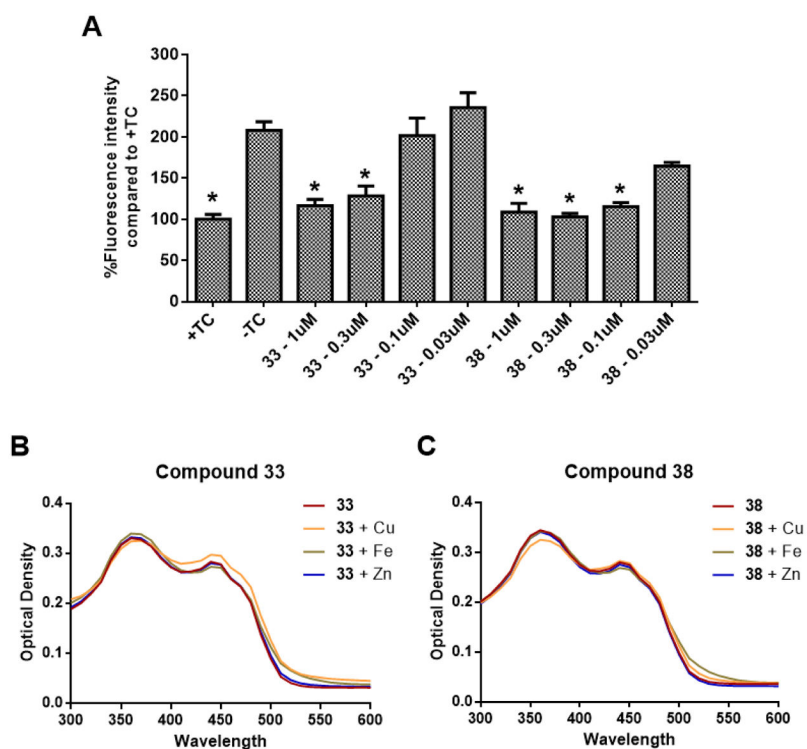 A
%Fluorescence intensity
compared to +TC
300
250
200
150
100
50
0
*
*
*
*
*
*
+TC
-TC
33 - 1uM
33 - 0.3uM
33 - 0.1uM
33 - 0.03uM
38 - 1uM
38 - 0.3uM
38 - 0.1uM
38 - 0.03uM
B
Compound 33
Optical Density
0.4
0.3
0.2
0.1
0.0
300
350
400
450
500
550
600
Wavelength
33
33 + Cu
33 + Fe
33 + Zn
C
Compound 38
Optical Density
0.4
0.3
0.2
0.1
0.0
300
350
400
450
500
550
600
Wavelength
38
38 + Cu
38 + Fe
38 + Zn